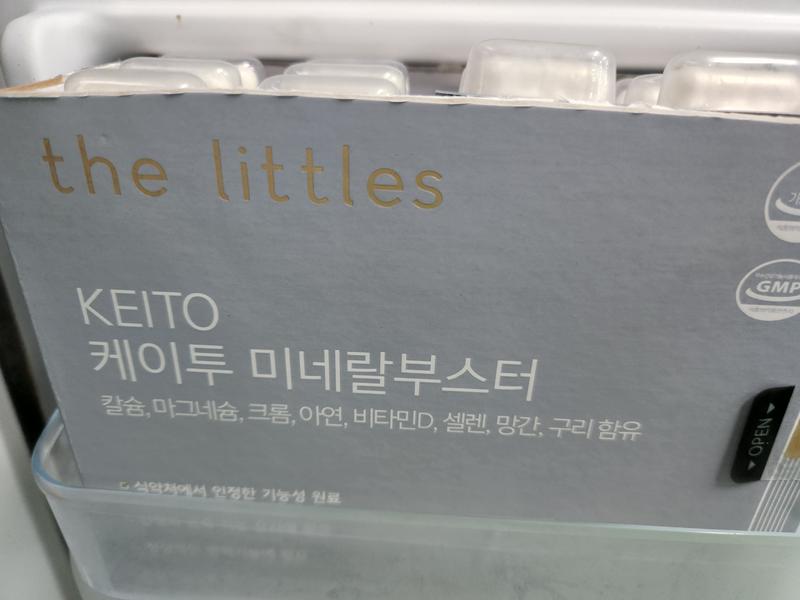 the littles
KEITO
케이투 미네랄부스터
칼슘, 마그네슘, 크롬, 아연, 비타민D, 셀렌, 망간, 구리 함유
식약처에서 인정한 기능성 원료
GMP
◀ OPEN ▶